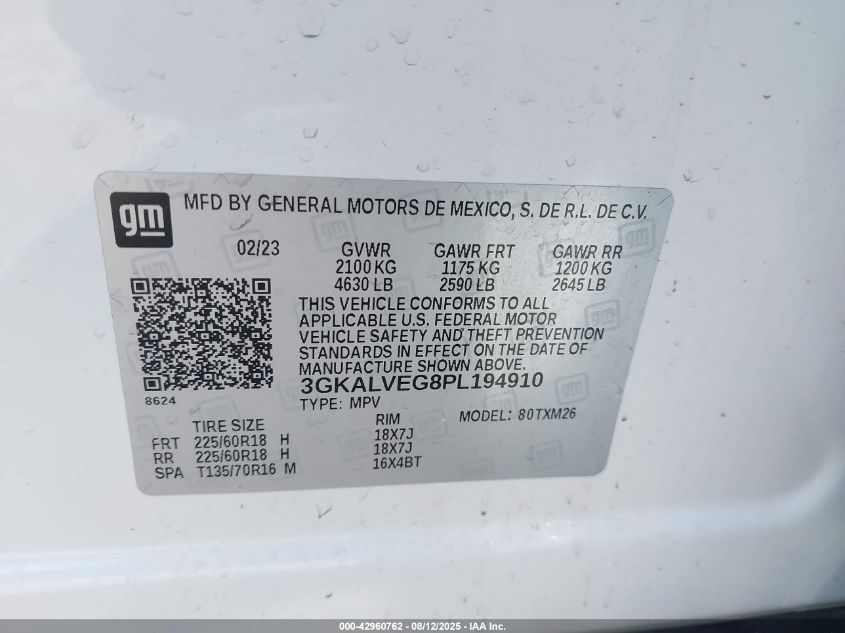 gm
MFD BY GENERAL MOTORS DE MEXICO, S. DE R.L. DE C.V.
02/23 GVWR GAWR FRT GAWR RR
2100 KG 1175 KG 1200 KG
4630 LB 2590 LB 2645 LB
THIS VEHICLE CONFORMS TO ALL
APPLICABLE U.S. FEDERAL MOTOR
VEHICLE SAFETY AND THEFT PREVENTION
STANDARDS IN EFFECT ON THE DATE OF
MANUFACTURE SHOWN ABOVE.
3GKALVEG8PL194910
8624
TYPE: MPV MODEL: 80TXM26
TIRE SIZE RIM
FRT 225/60R18 H 18X7J
RR 225/60R18 H 18X7J
SPA T135/70R16 M 16X4BT
000-42960762 - 08/12/2025 - IAA Inc.